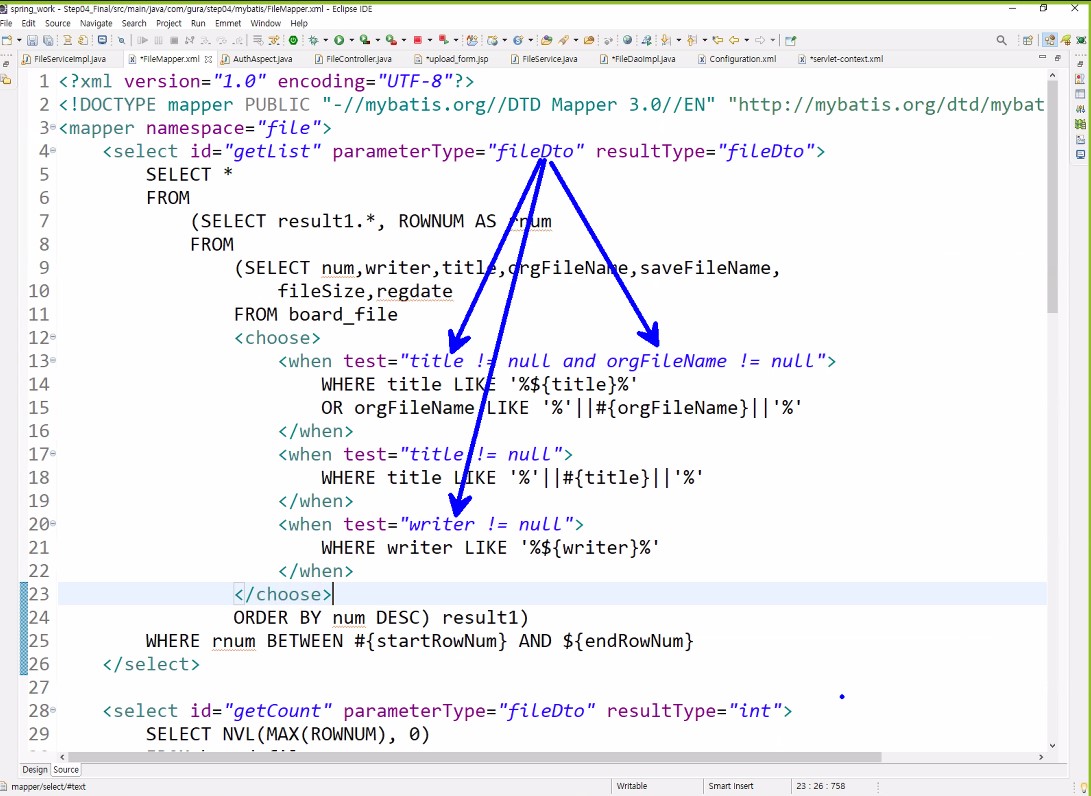 spring_work - Step04_Final/src/main/java/com/gura/step04/mybatis/FileMapper.xml - Eclipse IDE
File Edit Source Navigate Search Project Run Emmet Window Help
FileServiceImpl.java *FileMapper.xml AuthAspect.java FileController.java *upload_form.jsp FileService.java *FileDaoImpl.java Configuration.xml *servlet-context.xml
1 <?xml version="1.0" encoding="UTF-8"?>
2 <!DOCTYPE mapper PUBLIC "-//mybatis.org//DTD Mapper 3.0//EN" "http://mybatis.org/dtd/mybat
3 <mapper namespace="file">
4 <select id="getList" parameterType="fileDto" resultType="fileDto">
5 SELECT *
6 FROM
7 (SELECT result1.*, ROWNUM AS rnum
8 FROM
9 (SELECT num,writer,title,orgFileName,saveFileName,
10 fileSize,regdate
11 FROM board_file
12 <choose>
13 <when test="title != null and orgFileName != null">
14 WHERE title LIKE '%${title}%'
15 OR orgFileName LIKE '%'||#{orgFileName}||'%'
16 </when>
17 <when test="title != null">
18 WHERE title LIKE '%'||#{title}||'%'
19 </when>
20 <when test="writer != null">
21 WHERE writer LIKE '%${writer}%'
22 </when>
23 </choose>
24 ORDER BY num DESC) result1)
25 WHERE rnum BETWEEN #{startRowNum} AND ${endRowNum}
26 </select>
27
28 <select id="getCount" parameterType="fileDto" resultType="int">
29 SELECT NVL(MAX(ROWNUM), 0)
Design Source
mapper/select/#text Writable Smart Insert 23 : 26 : 758